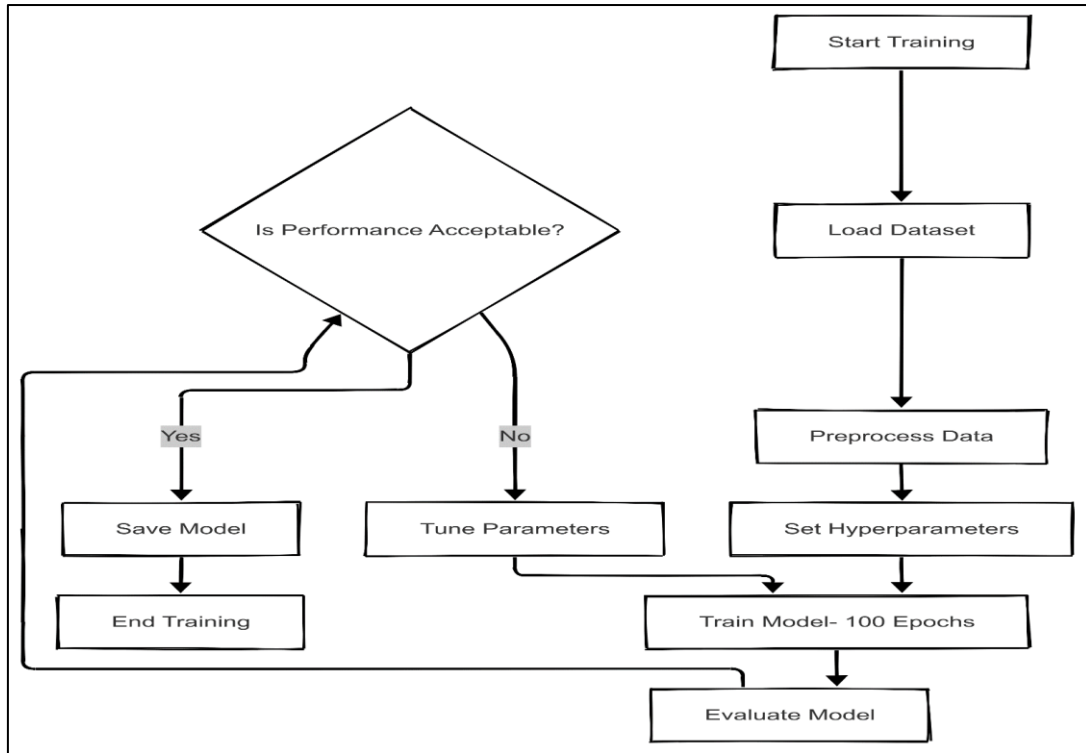 Start Training
Load Dataset
Is Performance Acceptable?
Preprocess Data
Yes
No
Save Model
Tune Parameters
Set Hyperparameters
End Training
Train Model- 100 Epochs
Evaluate Model